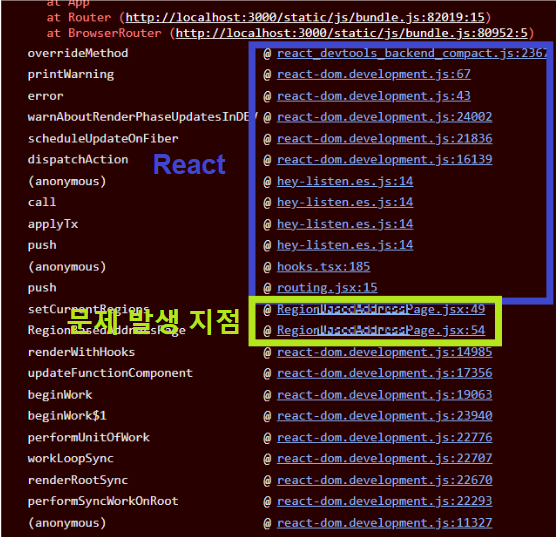 at App
at Router (http://localhost:3000/static/js/bundle.js:82019:15)
at BrowserRouter (http://localhost:3000/static/js/bundle.js:80952:5)
overrideMethod @ react_devtools_backend_compact.js:2367
printWarning @ react-dom.development.js:67
error @ react-dom.development.js:43
warnAboutRenderPhaseUpdatesInDEV @ react-dom.development.js:24002
scheduleUpdateOnFiber @ react-dom.development.js:21836
dispatchAction @ react-dom.development.js:16139
React
(anonymous) @ hey-listen.es.js:14
call @ hey-listen.es.js:14
applyTx @ hey-listen.es.js:14
push @ hey-listen.es.js:14
(anonymous) @ hooks.tsx:185
push @ routing.jsx:15
setCurrentRegions @ RegionBasedAddressPage.jsx:49
문제 발생 지점
RegionBasedAddressPage @ RegionBasedAddressPage.jsx:54
renderWithHooks @ react-dom.development.js:14985
updateFunctionComponent @ react-dom.development.js:17356
beginWork @ react-dom.development.js:19063
beginWork$1 @ react-dom.development.js:23940
performUnitOfWork @ react-dom.development.js:22776
workLoopSync @ react-dom.development.js:22707
renderRootSync @ react-dom.development.js:22670
performSyncWorkOnRoot @ react-dom.development.js:22293
(anonymous) @ react-dom.development.js:11327